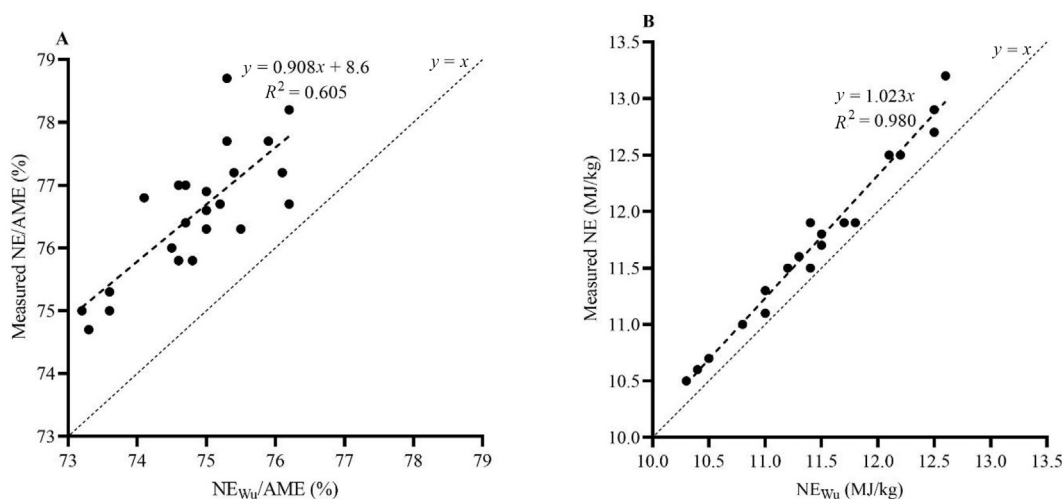 A
y = 0.908x + 8.6
R² = 0.605
y = x
Measured NE/AME (%)
79
78
77
76
75
74
73
73 74 75 76 77 78 79
NE_Wu/AME (%)
B
y = x
y = 1.023x
R² = 0.980
Measured NE (MJ/kg)
13.5
13.0
12.5
12.0
11.5
11.0
10.5
10.0
10.0 10.5 11.0 11.5 12.0 12.5 13.0 13.5
NE_Wu (MJ/kg)